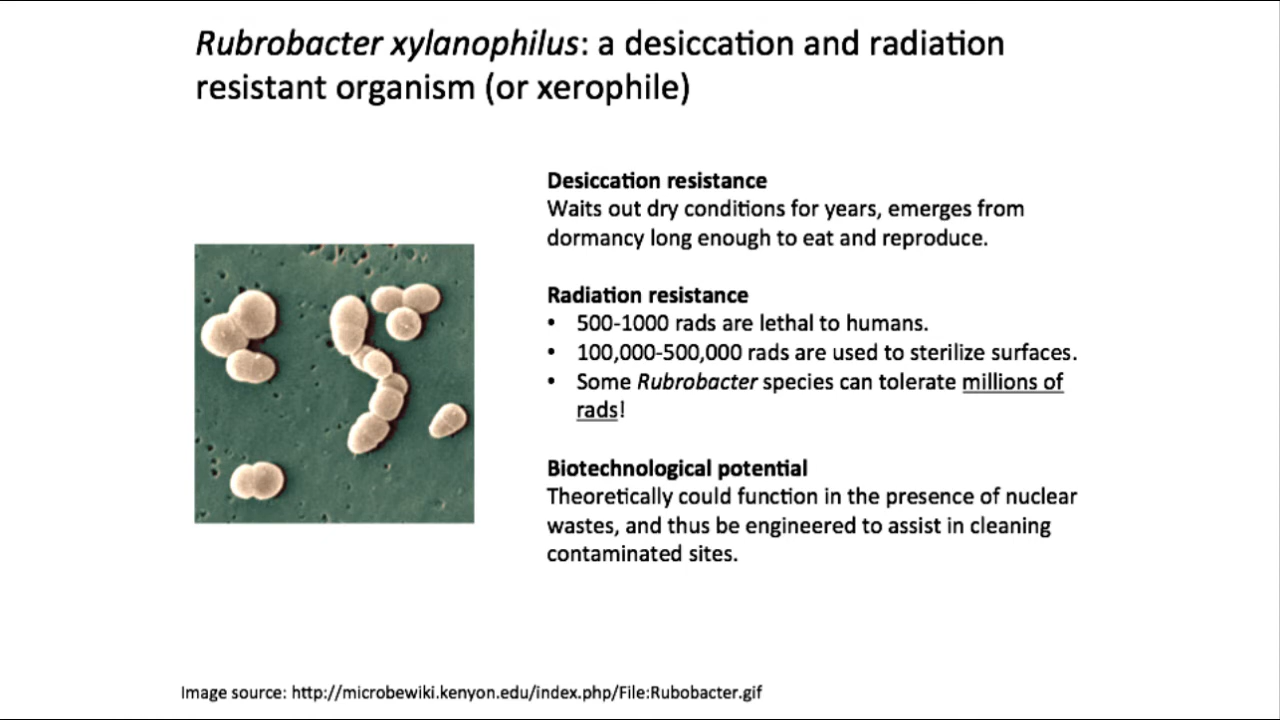 Rubrobacter xylanophilus: a desiccation and radiation
resistant organism (or xerophile)
Desiccation resistance
Waits out dry conditions for years, emerges from
dormancy long enough to eat and reproduce.
Radiation resistance
• 500-1000 rads are lethal to humans.
• 100,000-500,000 rads are used to sterilize surfaces.
• Some Rubrobacter species can tolerate millions of
rads!
Biotechnological potential
Theoretically could function in the presence of nuclear
wastes, and thus be engineered to assist in cleaning
contaminated sites.
Image source: http://microbewiki.kenyon.edu/index.php/File:Rubobacter.gif